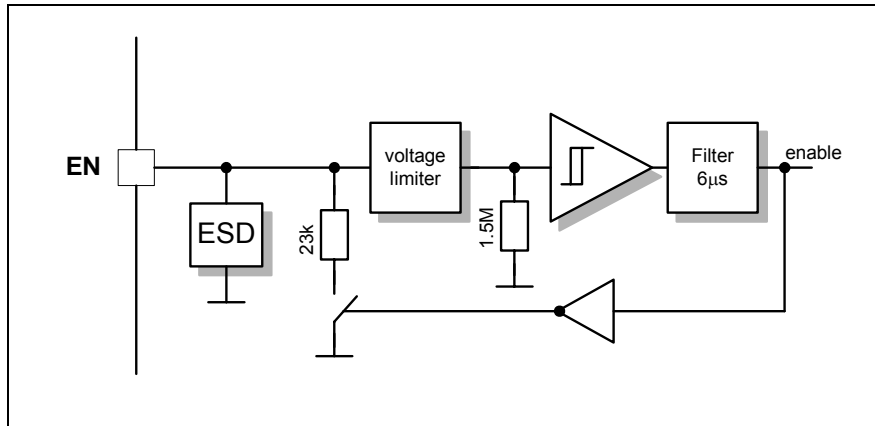 EN
ESD
23k
voltage
limiter
1.5M
Filter
6µs
enable